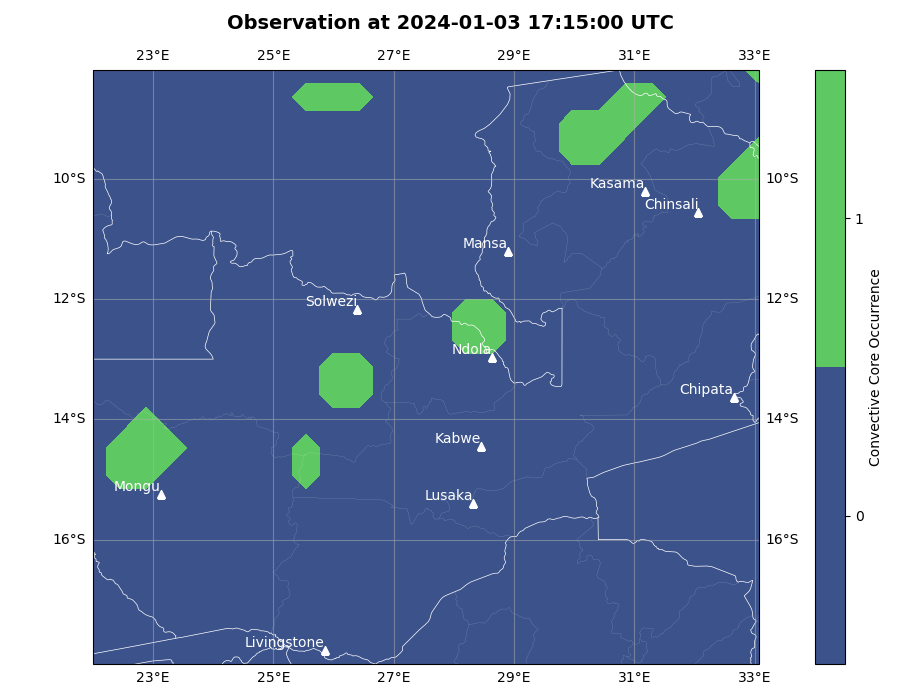 Observation at 2024-01-03 17:15:00 UTC
23°E 25°E 27°E 29°E 31°E 33°E
10°S 10°S
Kasama
Chinsali
1
Mansa
12°S 12°S
Solwezi
Ndola
Convective Core Occurrence
Chipata
14°S 14°S
Kabwe
Mongu
Lusaka
0
16°S 16°S
Livingstone
23°E 25°E 27°E 29°E 31°E 33°E